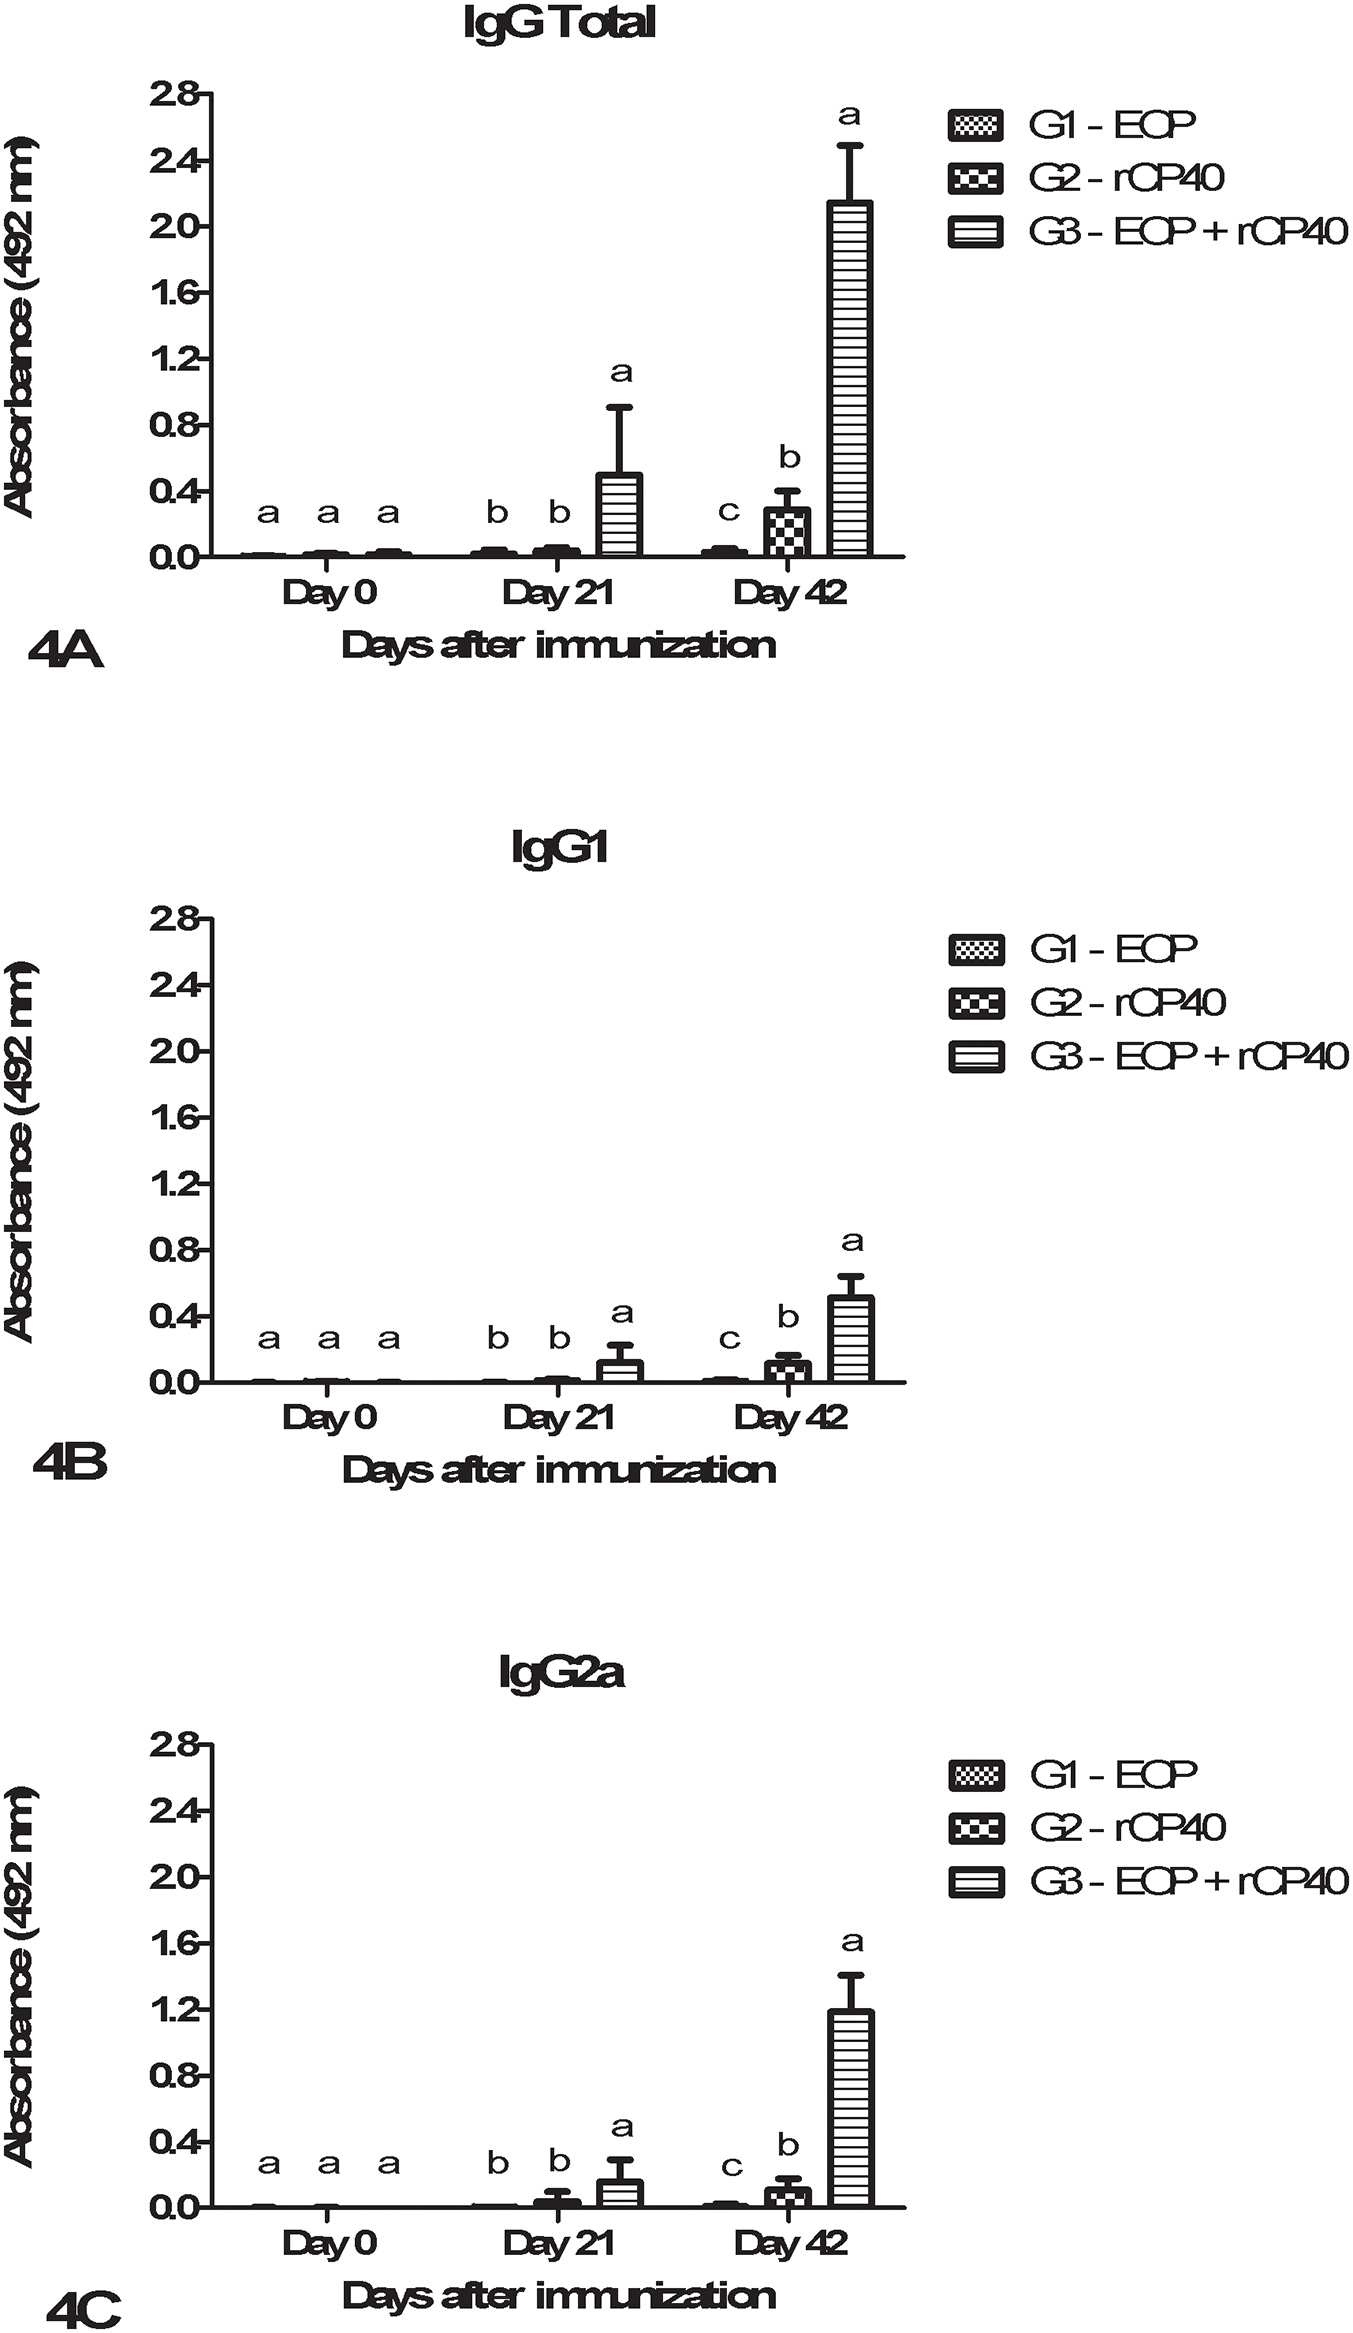 IgG Total
2.8
2.4
2.0
1.6
1.2
0.8
0.4
0.0
Absorbance (492 nm)
a a a b b a c b a
Day 0 Day 21 Day 42
Days after immunization
G1 - EOP
G2 - rCP40
G3 - EOP + rCP40
4A
IgG1
2.8
2.4
2.0
1.6
1.2
0.8
0.4
0.0
Absorbance (492 nm)
a a a b b a c b a
Day 0 Day 21 Day 42
Days after immunization
G1 - EOP
G2 - rCP40
G3 - EOP + rCP40
4B
IgG2a
2.8
2.4
2.0
1.6
1.2
0.8
0.4
0.0
Absorbance (492 nm)
a a a b b a c b a
Day 0 Day 21 Day 42
Days after immunization
G1 - EOP
G2 - rCP40
G3 - EOP + rCP40
4C